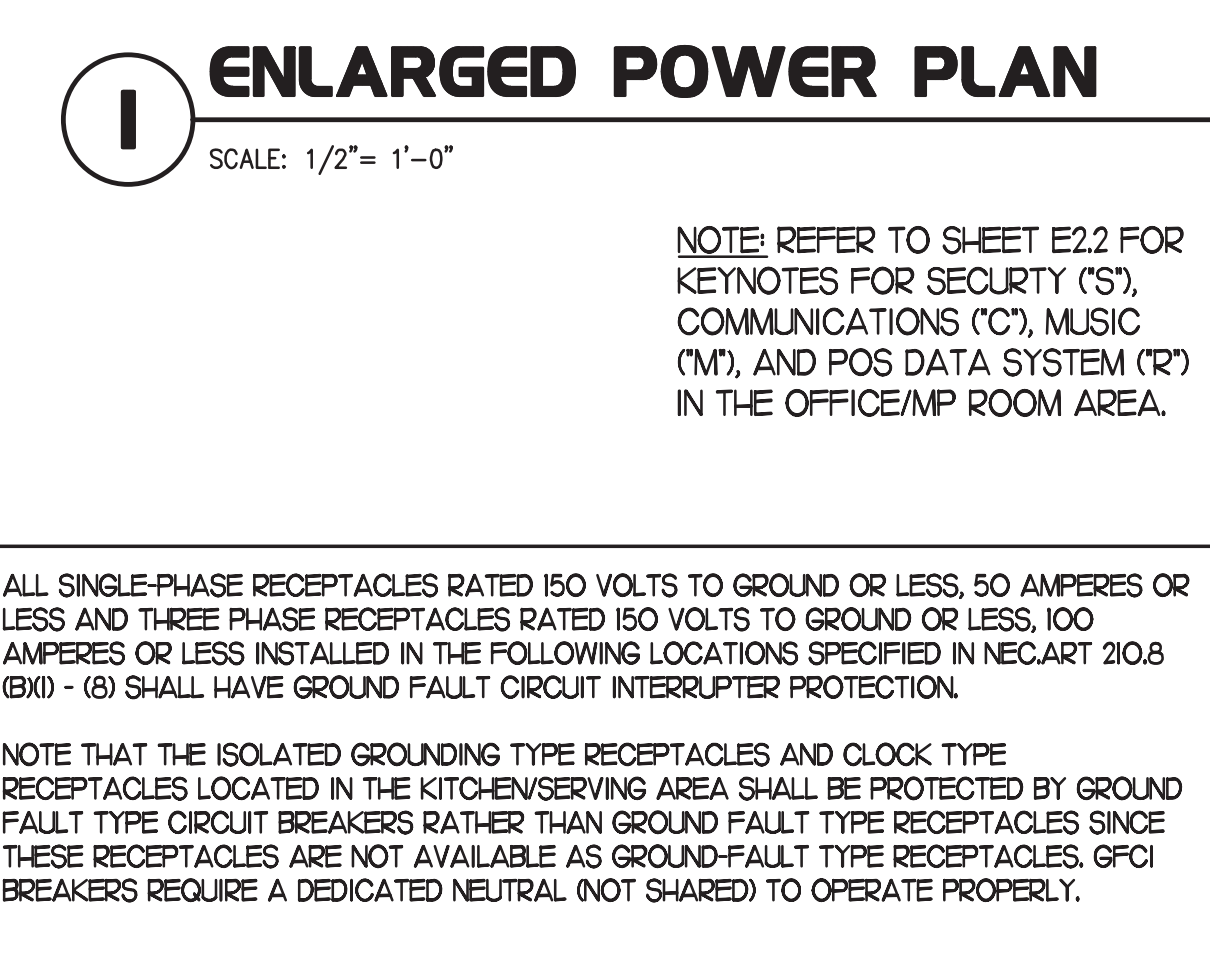 1
ENLARGED POWER PLAN
SCALE: 1/2"= 1'-0"
NOTE: REFER TO SHEET E2.2 FOR
KEYNOTES FOR SECURTY ("S"),
COMMUNICATIONS ("C"), MUSIC
("M"), AND POS DATA SYSTEM ("R")
IN THE OFFICE/MP ROOM AREA.
ALL SINGLE-PHASE RECEPTACLES RATED 150 VOLTS TO GROUND OR LESS, 50 AMPERES OR
LESS AND THREE PHASE RECEPTACLES RATED 150 VOLTS TO GROUND OR LESS, 100
AMPERES OR LESS INSTALLED IN THE FOLLOWING LOCATIONS SPECIFIED IN NEC.ART 210.8
(B)(1) - (8) SHALL HAVE GROUND FAULT CIRCUIT INTERRUPTER PROTECTION.
NOTE THAT THE ISOLATED GROUNDING TYPE RECEPTACLES AND CLOCK TYPE
RECEPTACLES LOCATED IN THE KITCHEN/SERVING AREA SHALL BE PROTECTED BY GROUND
FAULT TYPE CIRCUIT BREAKERS RATHER THAN GROUND FAULT TYPE RECEPTACLES SINCE
THESE RECEPTACLES ARE NOT AVAILABLE AS GROUND-FAULT TYPE RECEPTACLES. GFCI
BREAKERS REQUIRE A DEDICATED NEUTRAL (NOT SHARED) TO OPERATE PROPERLY.